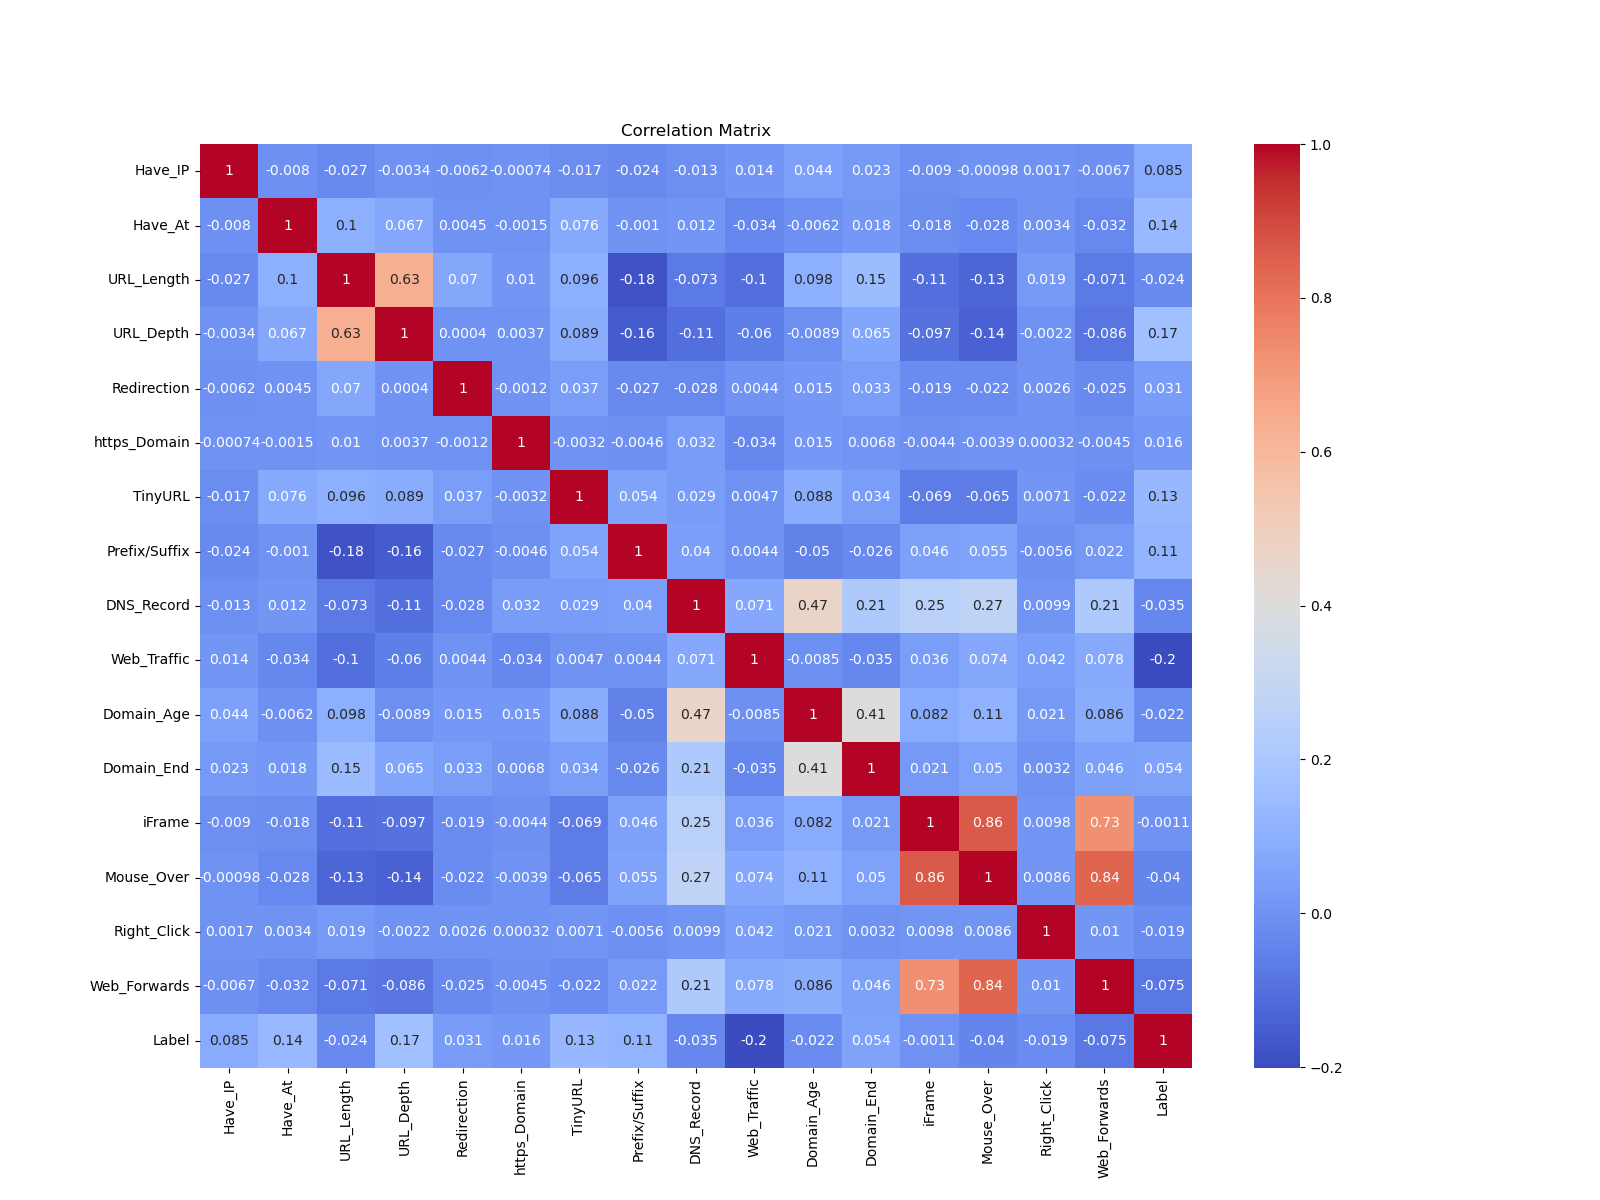 Correlation Matrix
Have_IP 1 -0.008 -0.027 -0.0034 -0.0062 -0.00074 -0.017 -0.024 -0.013 0.014 0.044 0.023 -0.009 -0.00098 0.0017 -0.0067 0.085 1.0
Have_At -0.008 1 0.1 0.067 0.0045 -0.0015 0.076 -0.001 0.012 -0.034 -0.0062 0.018 -0.018 -0.028 0.0034 -0.032 0.14
URL_Length -0.027 0.1 1 0.63 0.07 0.01 0.096 -0.18 -0.073 -0.1 0.098 0.15 -0.11 -0.13 0.019 -0.071 -0.024 0.8
URL_Depth -0.0034 0.067 0.63 1 0.0004 0.0037 0.089 -0.16 -0.11 -0.06 -0.0089 0.065 -0.097 -0.14 -0.0022 -0.086 0.17
Redirection -0.0062 0.0045 0.07 0.0004 1 -0.0012 0.037 -0.027 -0.028 0.0044 0.015 0.033 -0.019 -0.022 0.0026 -0.025 0.031
https_Domain -0.00074 -0.0015 0.01 0.0037 -0.0012 1 -0.0032 -0.0046 0.032 -0.034 0.015 0.0068 -0.0044 -0.0039 0.00032 -0.0045 0.016 0.6
TinyURL -0.017 0.076 0.096 0.089 0.037 -0.0032 1 0.054 0.029 0.0047 0.088 0.034 -0.069 -0.065 0.0071 -0.022 0.13
Prefix/Suffix -0.024 -0.001 -0.18 -0.16 -0.027 -0.0046 0.054 1 0.04 0.0044 -0.05 -0.026 0.046 0.055 -0.0056 0.022 0.11
DNS_Record -0.013 0.012 -0.073 -0.11 -0.028 0.032 0.029 0.04 1 0.071 0.47 0.21 0.25 0.27 0.0099 0.21 -0.035 0.4
Web_Traffic 0.014 -0.034 -0.1 -0.06 0.0044 -0.034 0.0047 0.0044 0.071 1 -0.0085 -0.035 0.036 0.074 0.042 0.078 -0.2
Domain_Age 0.044 -0.0062 0.098 -0.0089 0.015 0.015 0.088 -0.05 0.47 -0.0085 1 0.41 0.082 0.11 0.021 0.086 -0.022
Domain_End 0.023 0.018 0.15 0.065 0.033 0.0068 0.034 -0.026 0.21 -0.035 0.41 1 0.021 0.05 0.0032 0.046 0.054 0.2
iFrame -0.009 -0.018 -0.11 -0.097 -0.019 -0.0044 -0.069 0.046 0.25 0.036 0.082 0.021 1 0.86 0.0098 0.73 -0.0011
Mouse_Over -0.00098 -0.028 -0.13 -0.14 -0.022 -0.0039 -0.065 0.055 0.27 0.074 0.11 0.05 0.86 1 0.0086 0.84 -0.04
Right_Click 0.0017 0.0034 0.019 -0.0022 0.0026 0.00032 0.0071 -0.0056 0.0099 0.042 0.021 0.0032 0.0098 0.0086 1 0.01 -0.019 0.0
Web_Forwards -0.0067 -0.032 -0.071 -0.086 -0.025 -0.0045 -0.022 0.022 0.21 0.078 0.086 0.046 0.73 0.84 0.01 1 -0.075
Label 0.085 0.14 -0.024 0.17 0.031 0.016 0.13 0.11 -0.035 -0.2 -0.022 0.054 -0.0011 -0.04 -0.019 -0.075 1
−0.2
Have_IP
Have_At
URL_Length
URL_Depth
Redirection
https_Domain
TinyURL
Prefix/Suffix
DNS_Record
Web_Traffic
Domain_Age
Domain_End
iFrame
Mouse_Over
Right_Click
Web_Forwards
Label